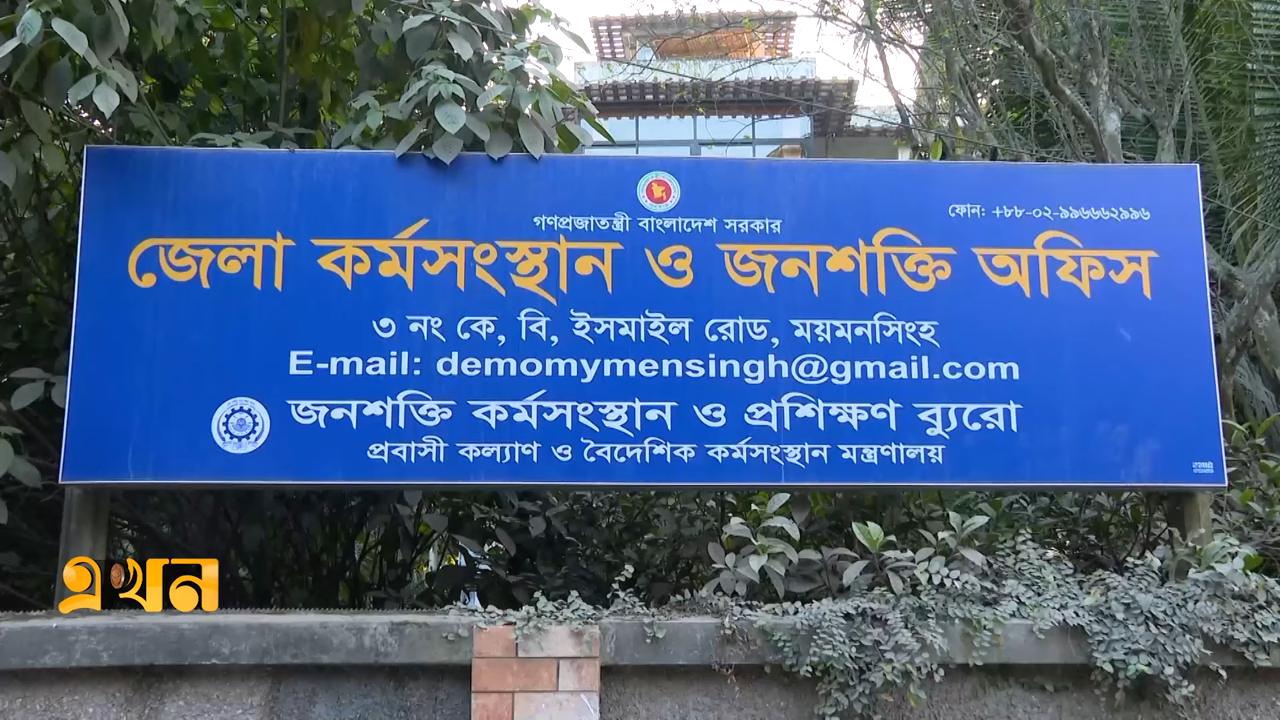 গণপ্রজাতন্ত্রী বাংলাদেশ সরকার
ফোন: +৮৮-০২-৯৯৬৬৬২৯৯৬
জেলা কর্মসংস্থান ও জনশক্তি অফিস
৩ নং কে, বি, ইসমাইল রোড, ময়মনসিংহ
E-mail: demomymensingh@gmail.com
জনশক্তি কর্মসংস্থান ও প্রশিক্ষণ ব্যুরো
প্রবাসী কল্যাণ ও বৈদেশিক কর্মসংস্থান মন্ত্রণালয়
এখন